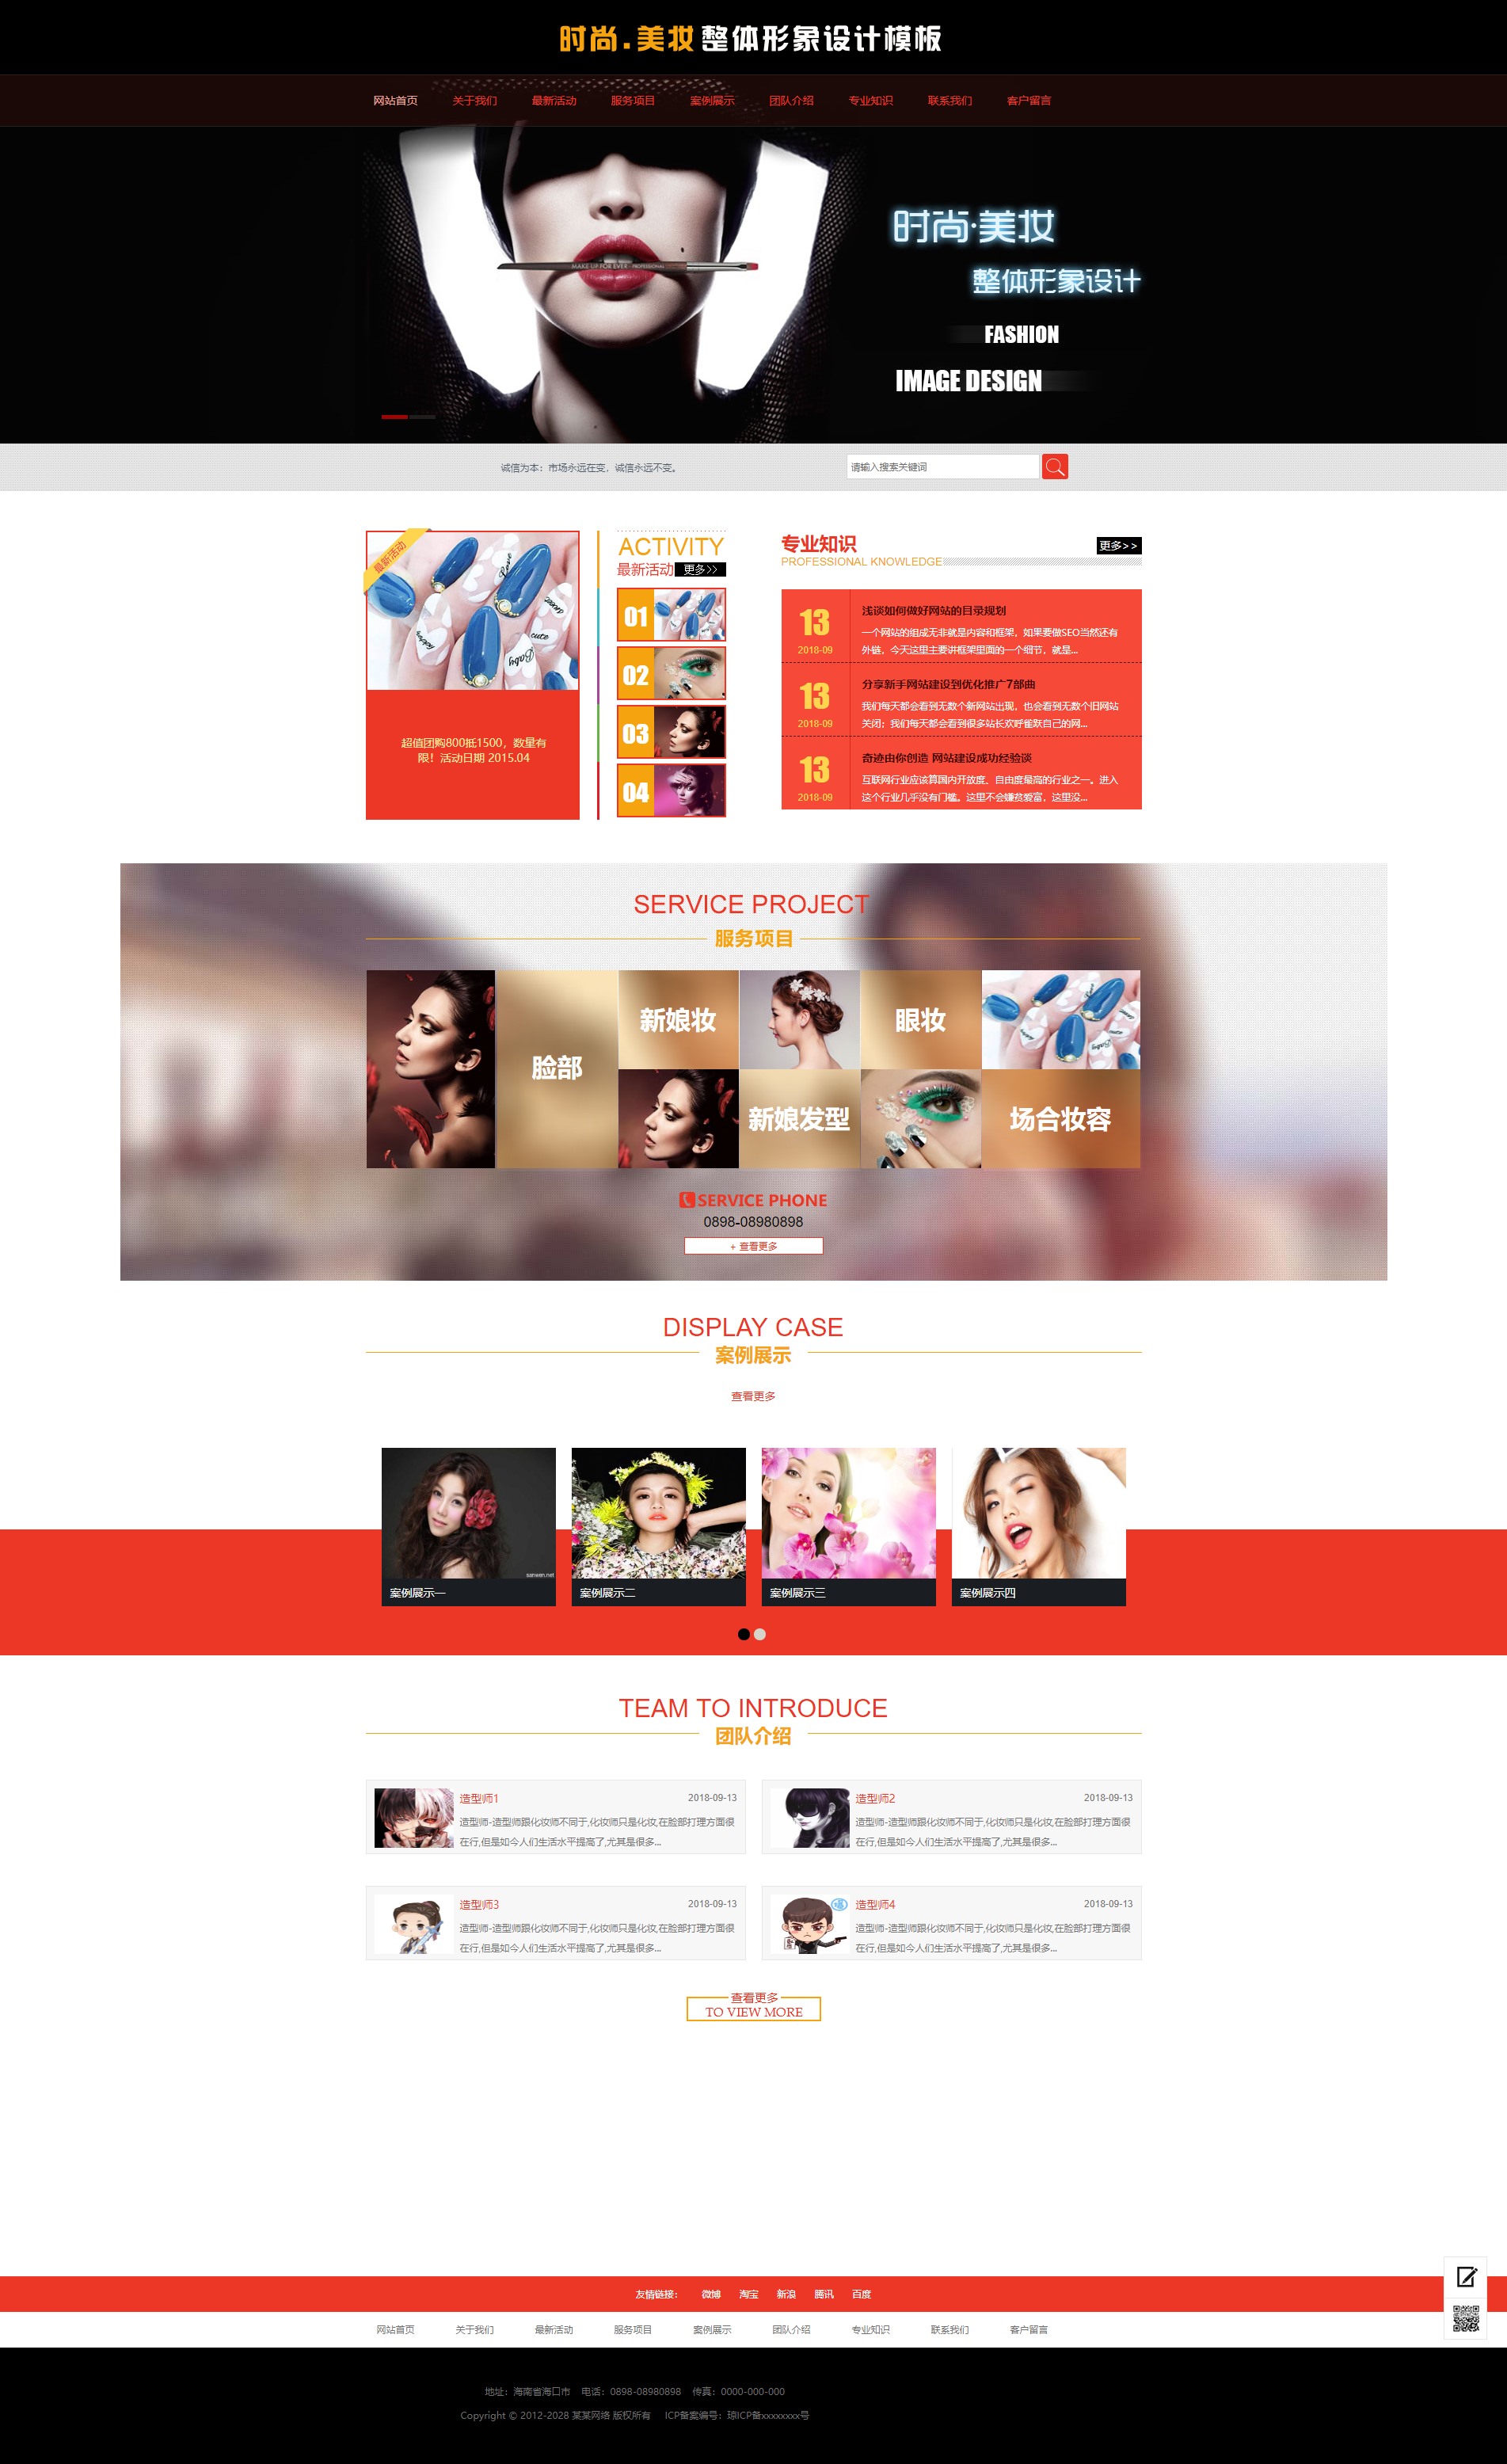 时尚.美妆 整体形象设计模板
网站首页 关于我们 最新活动 服务项目 案例展示 团队介绍 专业知识 联系我们 客户留言
时尚·美妆
整体形象设计
MAKE UP FOR EVER PROFESSIONAL
FASHION
IMAGE DESIGN
诚信为本：市场永远在变，诚信永远不变。
请输入搜索关键词
最新活动
超值团购800抵1500，数量有
限！活动日期 2015.04
ACTIVITY
最新活动 更多>>
01
02
03
04
专业知识 更多>>
PROFESSIONAL KNOWLEDGE
13
2018-09
浅谈如何做好网站的目录规划
一个网站的组成无非就是内容和框架，如果要做SEO当然还有
外链，今天这里主要讲框架里面的一个细节，就是...
13
2018-09
分享新手网站建设到优化推广7部曲
我们每天都会看到无数个新网站出现，也会看到无数个旧网站
关闭；我们每天都会看到很多站长欢呼雀跃自己的网...
13
2018-09
奇迹由你创造 网站建设成功经验谈
互联网行业应该算国内开放度、自由度最高的行业之一。进入
这个行业几乎没有门槛。这里不会嫌贫爱富，这里没...
SERVICE PROJECT
服务项目
脸部
新娘妆
眼妆
新娘发型
场合妆容
SERVICE PHONE
0898-08980898
+ 查看更多
DISPLAY CASE
案例展示
查看更多
sanwen.net
案例展示一 案例展示二 案例展示三 案例展示四
TEAM TO INTRODUCE
团队介绍
造型师1 2018-09-13
造型师-造型师跟化妆师不同于,化妆师只是化妆,在脸部打理方面很
在行,但是如今人们生活水平提高了,尤其是很多...
造型师2 2018-09-13
造型师-造型师跟化妆师不同于,化妆师只是化妆,在脸部打理方面很
在行,但是如今人们生活水平提高了,尤其是很多...
造型师3 2018-09-13
造型师-造型师跟化妆师不同于,化妆师只是化妆,在脸部打理方面很
在行,但是如今人们生活水平提高了,尤其是很多...
造型师4 2018-09-13
造型师-造型师跟化妆师不同于,化妆师只是化妆,在脸部打理方面很
在行,但是如今人们生活水平提高了,尤其是很多...
查看更多
TO VIEW MORE
友情链接： 微博 淘宝 新浪 腾讯 百度
网站首页 关于我们 最新活动 服务项目 案例展示 团队介绍 专业知识 联系我们 客户留言
地址：海南省海口市 电话：0898-08980898 传真：0000-000-000
Copyright © 2012-2028 某某网络 版权所有 ICP备案编号：琼ICP备xxxxxxxx号